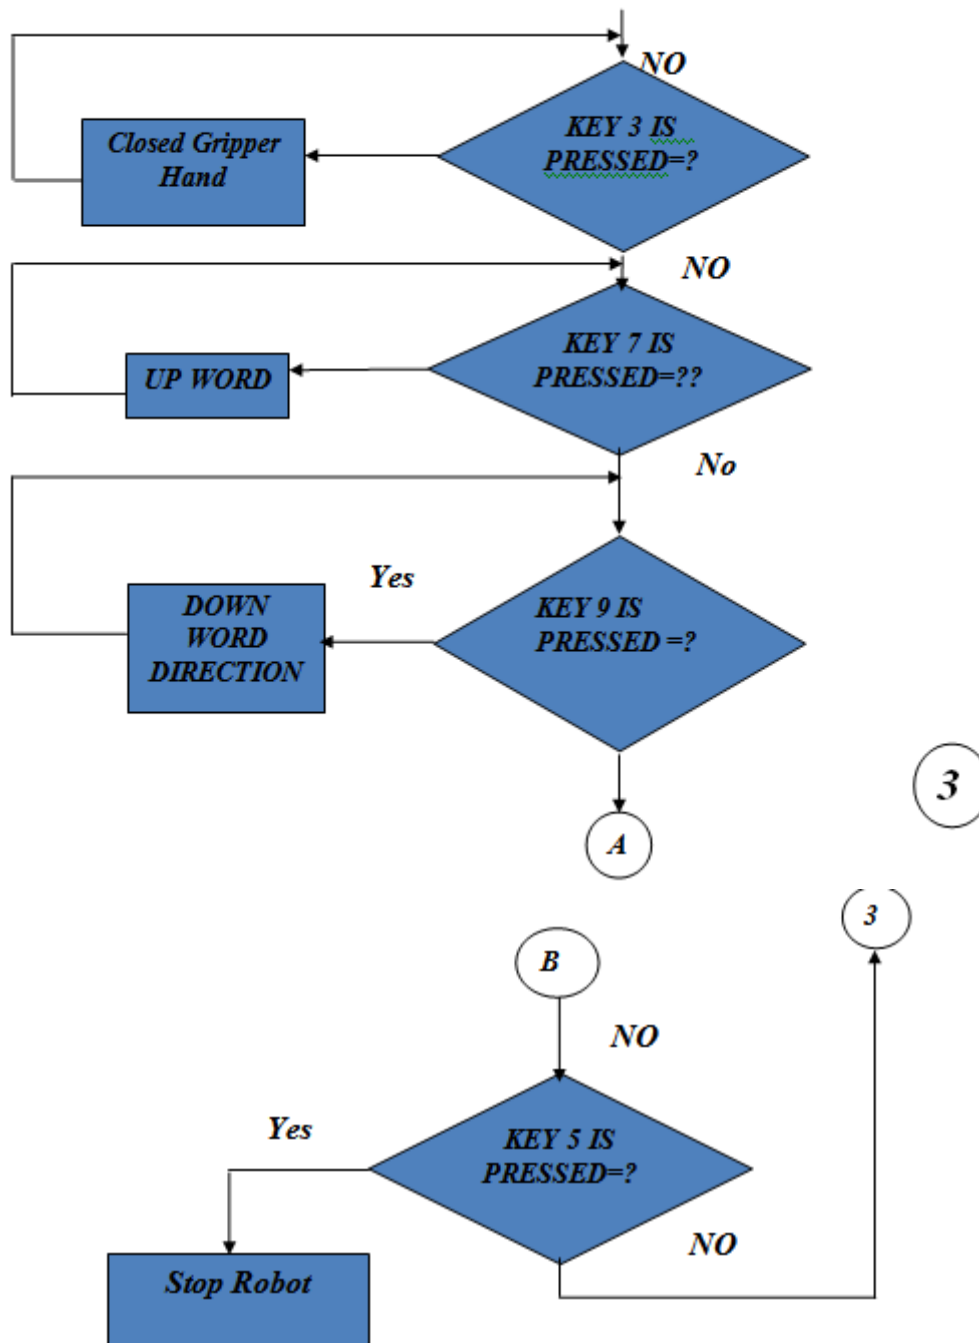 NO
KEY 3 IS
PRESSED=?
Closed Gripper
Hand
NO
KEY 7 IS
PRESSED=??
UP WORD
No
Yes
KEY 9 IS
PRESSED =?
DOWN
WORD
DIRECTION
3
A
3
B
NO
Yes
KEY 5 IS
PRESSED=?
NO
Stop Robot